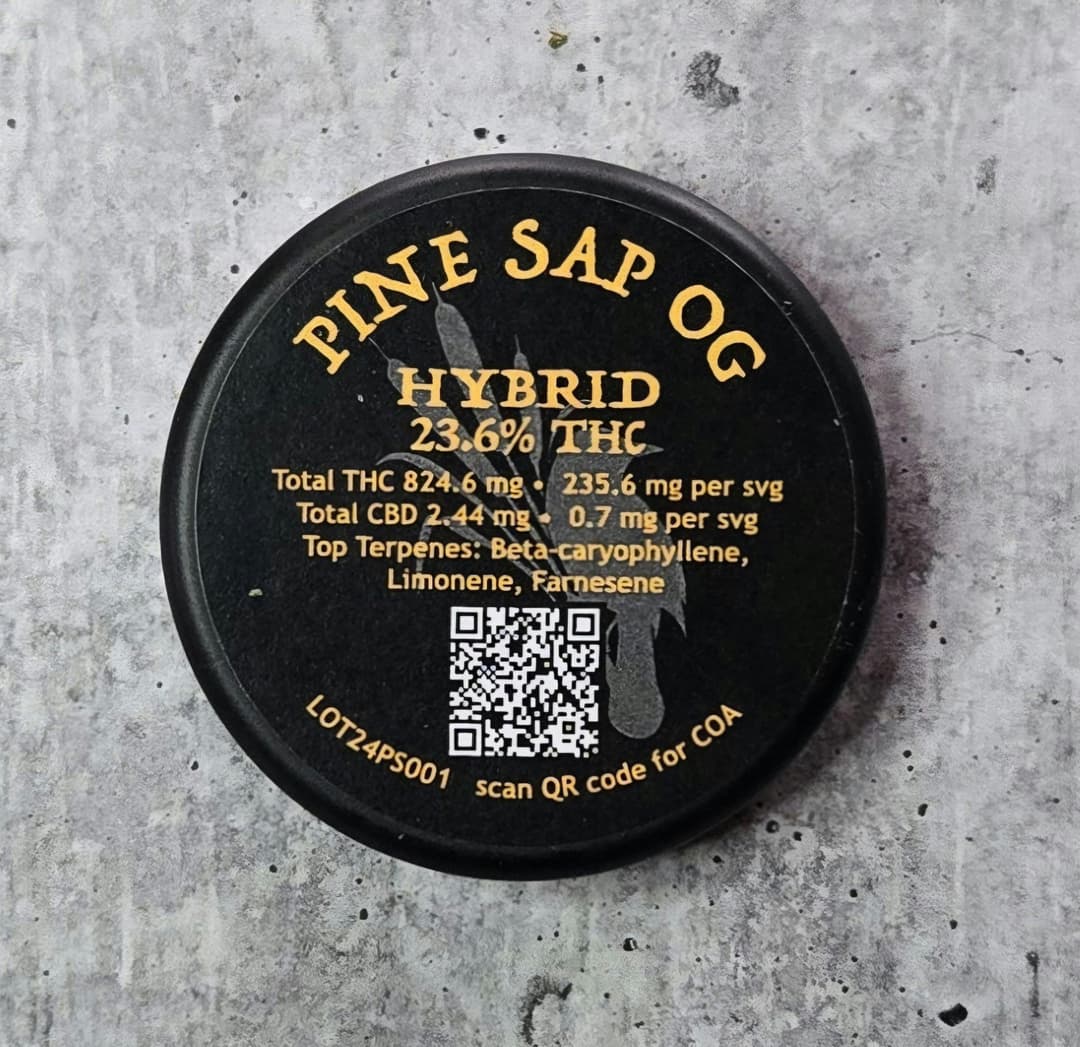 PINE SAP OG
HYBRID
23.6% THC
Total THC 824.6 mg • 235.6 mg per svg
Total CBD 2.44 mg • 0.7 mg per svg
Top Terpenes: Beta-caryophyllene,
Limonene, Farnesene
LOT24PS001 scan QR code for COA